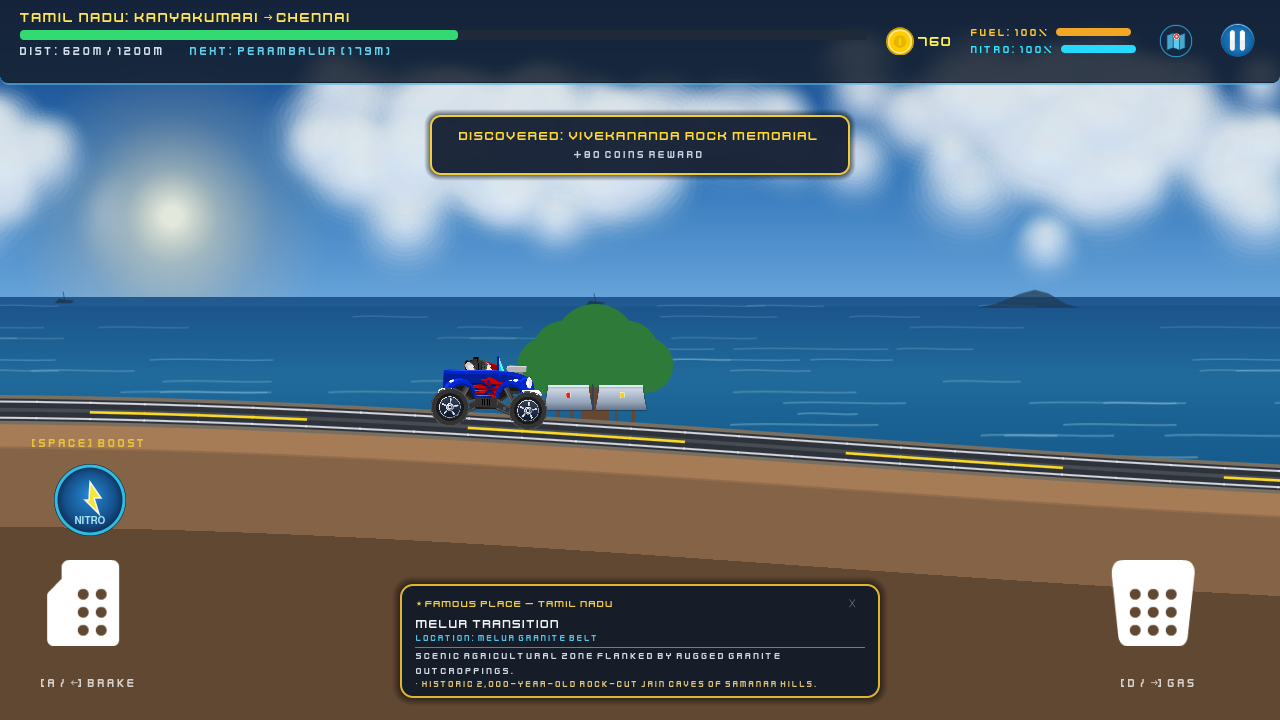 TAMIL NADU: KANYAKUMARI → CHENNAI
DIST: 620M / 1200M NEXT: PERAMBALUR (179M)
760
FUEL: 100%
NITRO: 100%
DISCOVERED: VIVEKANANDA ROCK MEMORIAL
+80 COINS REWARD
[SPACE] BOOST
NITRO
[A / ←] BRAKE
[D / →] GAS
★ FAMOUS PLACE — TAMIL NADU X
MELUR TRANSITION
LOCATION: MELUR GRANITE BELT
SCENIC AGRICULTURAL ZONE FLANKED BY RUGGED GRANITE
OUTCROPPINGS.
· HISTORIC 2,000-YEAR-OLD ROCK-CUT JAIN CAVES OF SAMANAR HILLS.